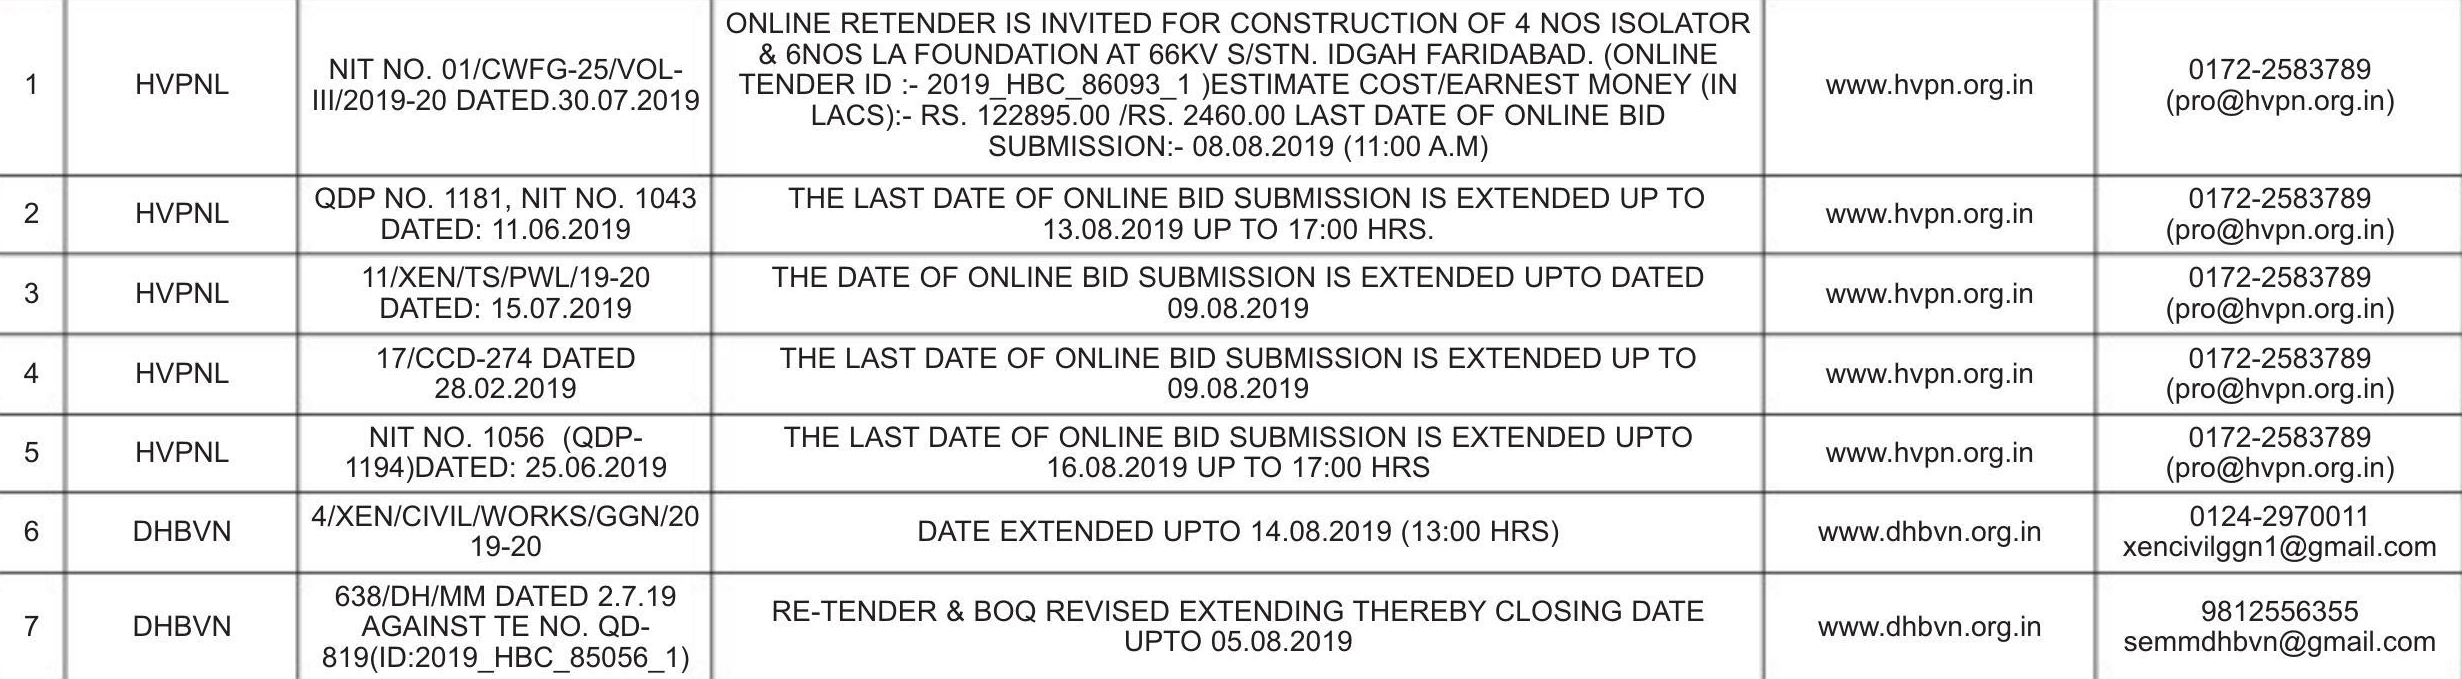 1
HVPNL
NIT NO. 01/CWFG-25/VOL-
III/2019-20 DATED.30.07.2019
ONLINE RETENDER IS INVITED FOR CONSTRUCTION OF 4 NOS ISOLATOR
& 6NOS LA FOUNDATION AT 66KV S/STN. IDGAH FARIDABAD. (ONLINE
TENDER ID :- 2019_HBC_86093_1 )ESTIMATE COST/EARNEST MONEY (IN
LACS):- RS. 122895.00 /RS. 2460.00 LAST DATE OF ONLINE BID
SUBMISSION:- 08.08.2019 (11:00 A.M)
www.hvpn.org.in
0172-2583789
(pro@hvpn.org.in)
2
HVPNL
QDP NO. 1181, NIT NO. 1043
DATED: 11.06.2019
THE LAST DATE OF ONLINE BID SUBMISSION IS EXTENDED UP TO
13.08.2019 UP TO 17:00 HRS.
www.hvpn.org.in
0172-2583789
(pro@hvpn.org.in)
3
HVPNL
11/XEN/TS/PWL/19-20
DATED: 15.07.2019
THE DATE OF ONLINE BID SUBMISSION IS EXTENDED UPTO DATED
09.08.2019
www.hvpn.org.in
0172-2583789
(pro@hvpn.org.in)
4
HVPNL
17/CCD-274 DATED
28.02.2019
THE LAST DATE OF ONLINE BID SUBMISSION IS EXTENDED UP TO
09.08.2019
www.hvpn.org.in
0172-2583789
(pro@hvpn.org.in)
5
HVPNL
NIT NO. 1056  (QDP-
1194)DATED: 25.06.2019
THE LAST DATE OF ONLINE BID SUBMISSION IS EXTENDED UPTO
16.08.2019 UP TO 17:00 HRS
www.hvpn.org.in
0172-2583789
(pro@hvpn.org.in)
6
DHBVN
4/XEN/CIVIL/WORKS/GGN/20
19-20
DATE EXTENDED UPTO 14.08.2019 (13:00 HRS)
www.dhbvn.org.in
0124-2970011
xencivilggn1@gmail.com
7
DHBVN
638/DH/MM DATED 2.7.19
AGAINST TE NO. QD-
819(ID:2019_HBC_85056_1)
RE-TENDER & BOQ REVISED EXTENDING THEREBY CLOSING DATE
UPTO 05.08.2019
www.dhbvn.org.in
9812556355
semmdhbvn@gmail.com